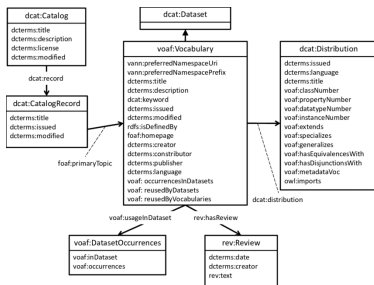 dcat:Catalog
dcterms:title
dcterms:description
dcterms:license
dcterms:modified
dcat:record
dcat:CatalogRecord
dcterms:title
dcterms:issued
dcterms:modified
foaf:primaryTopic
dcat:Dataset
voaf:Vocabulary
vann:preferredNamespaceUri
vann:preferredNamespacePrefix
dcterms:title
dcterms:description
dcat:keyword
dcterms:issued
dcterms:modified
rdfs:isDefinedBy
foaf:homepage
dcterms:creator
dcterms:constributor
dcterms:publisher
dcterms:language
voaf: occurrencesInDatasets
voaf: reusedByDatasets
voaf: reusedByVocabularies
dcat:Distribution
dcterms:issued
dcterms:language
dcterms:title
voaf:classNumber
voaf:propertyNumber
voaf:datatypeNumber
voaf:instanceNumber
voaf:extends
voaf:specializes
voaf:generalizes
voaf:hasEquivalencesWith
voaf:hasDisjunctionsWith
voaf:metadataVoc
owl:imports
dcat:distribution
voaf:usageInDataset
rev:hasReview
voaf:DatasetOccurrences
voaf:inDataset
voaf:occurrences
rev:Review
dcterms:date
dcterms:creator
rev:text